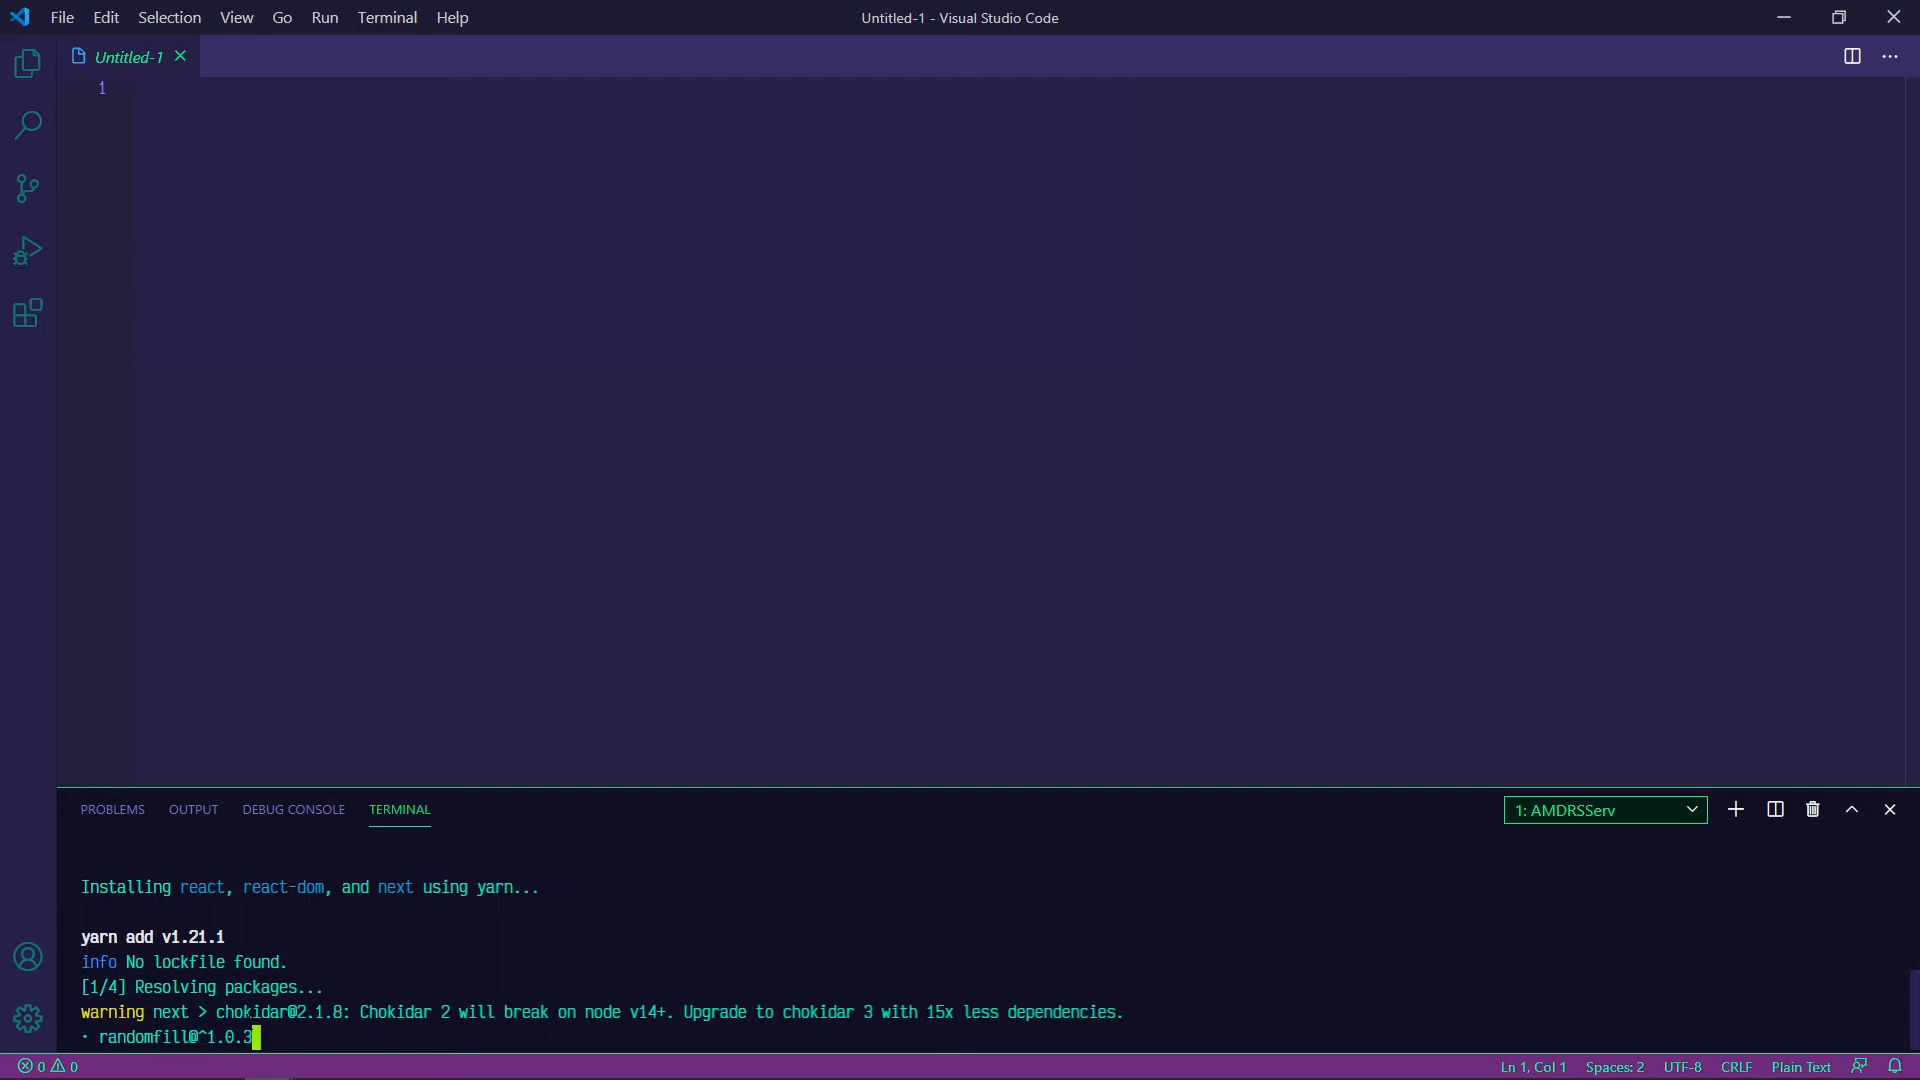 File Edit Selection View Go Run Terminal Help
Untitled-1 - Visual Studio Code
Untitled-1
1
PROBLEMS OUTPUT DEBUG CONSOLE TERMINAL
1: AMDRSServ
Installing react, react-dom, and next using yarn...
yarn add v1.21.1
info No lockfile found.
[1/4] Resolving packages...
warning next > chokidar@2.1.8: Chokidar 2 will break on node v14+. Upgrade to chokidar 3 with 15x less dependencies.
⠂ randomfill@^1.0.3
0 0
Ln 1, Col 1 Spaces: 2 UTF-8 CRLF Plain Text